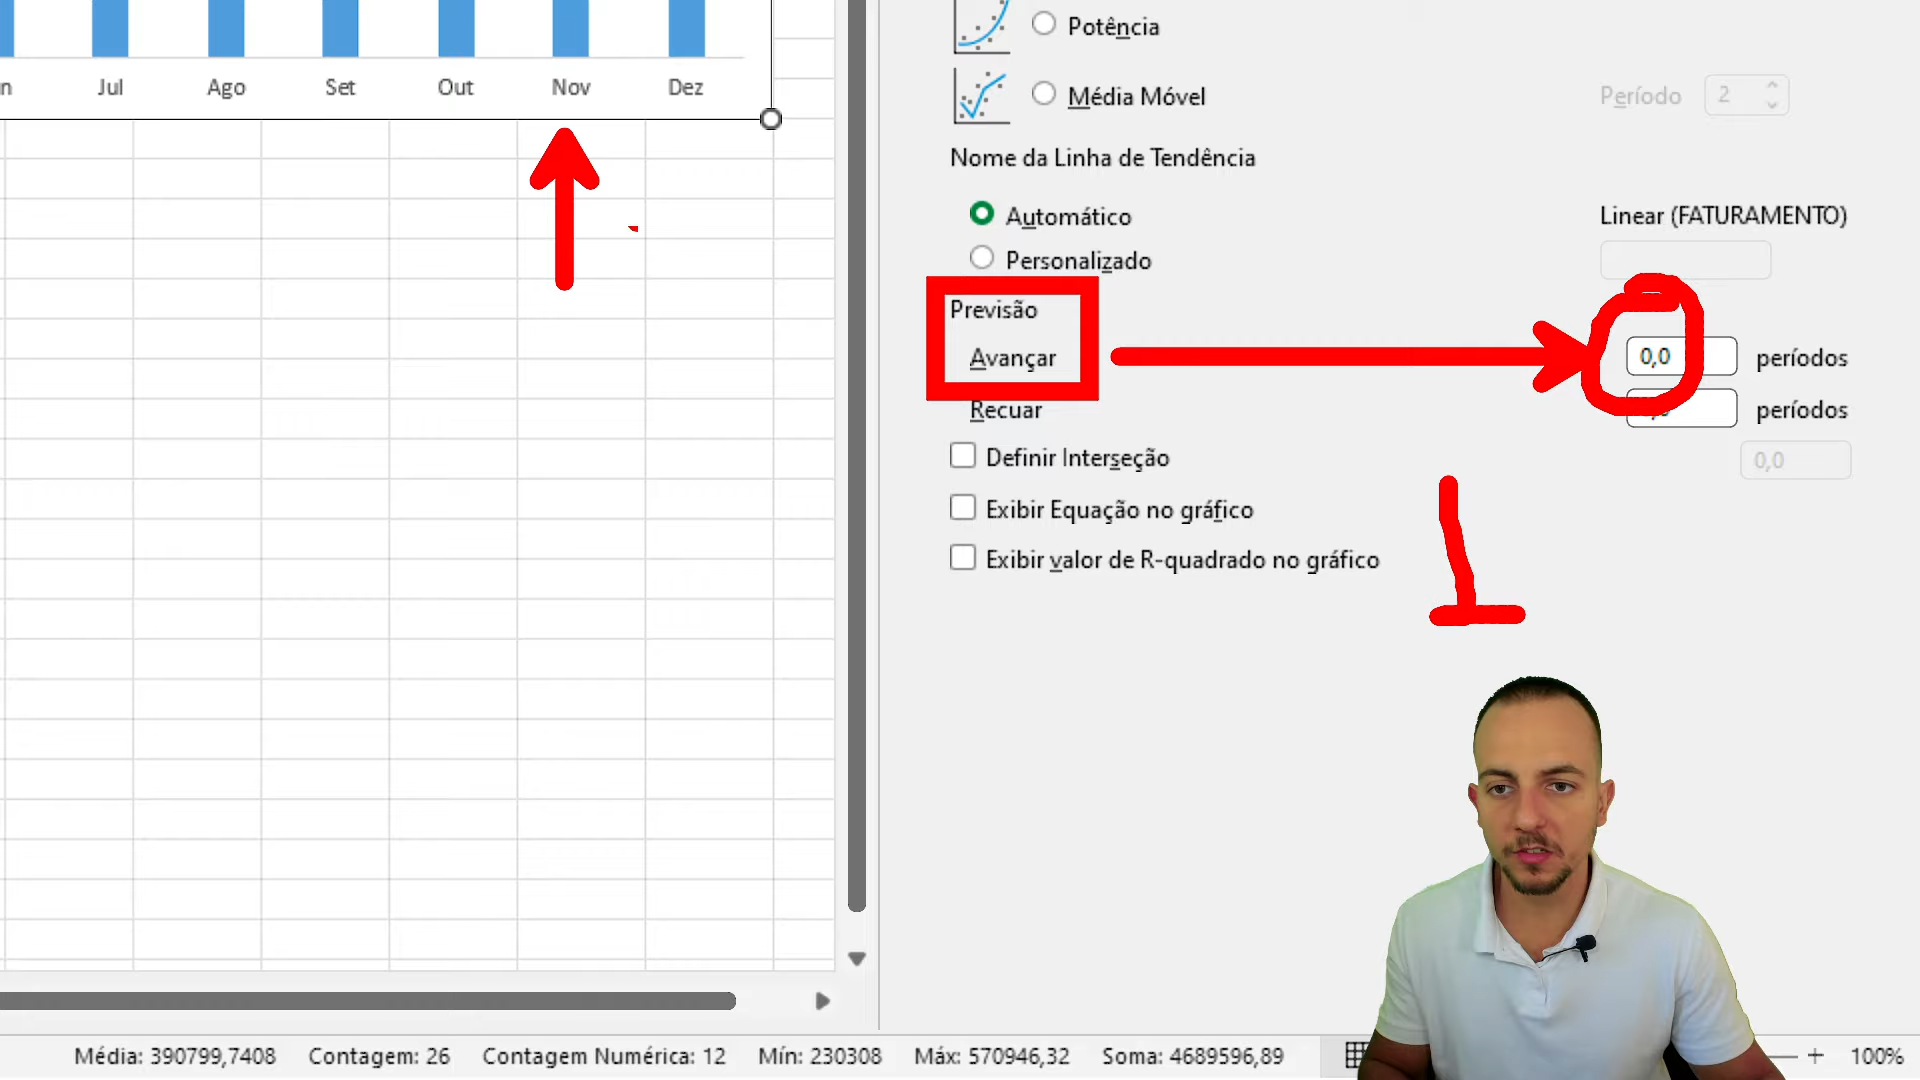 Potência
Média Móvel
Período 2
Jul Ago Set Out Nov Dez
Nome da Linha de Tendência
Automático Linear (FATURAMENTO)
Personalizado
Previsão
Avançar 0,0 períodos
Recuar períodos
Definir Interseção 0,0
Exibir Equação no gráfico
Exibir valor de R-quadrado no gráfico
1
Média: 390799,7408 Contagem: 26 Contagem Numérica: 12 Mín: 230308 Máx: 570946,32 Soma: 4689596,89 100%